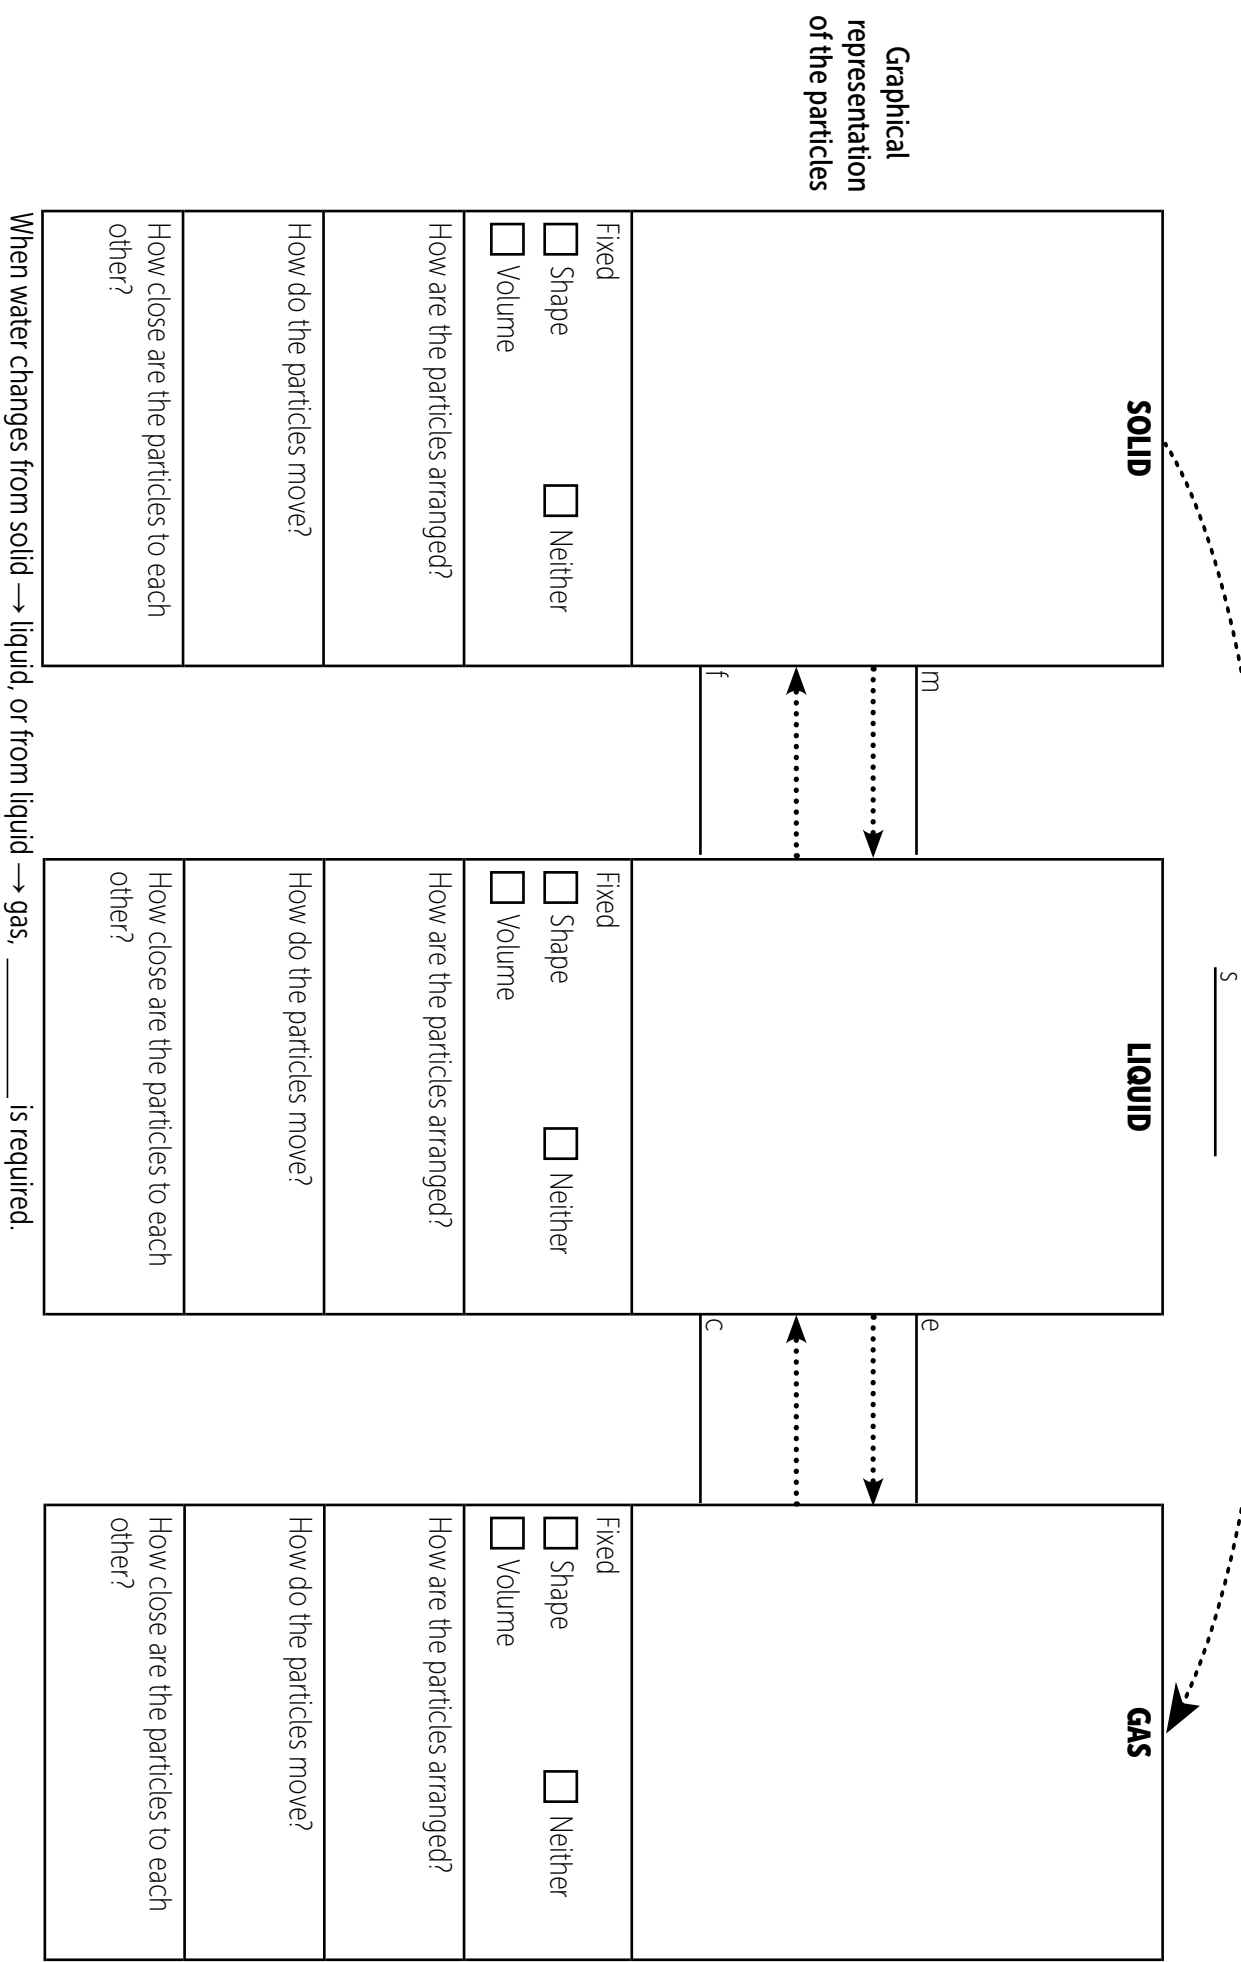 s
Graphical
representation
of the particles
SOLID
m
f
Fixed
Shape
Neither
Volume
How are the particles arranged?
How do the particles move?
How close are the particles to each
other?
LIQUID
e
c
Fixed
Shape
Neither
Volume
How are the particles arranged?
How do the particles move?
How close are the particles to each
other?
GAS
Fixed
Shape
Neither
Volume
How are the particles arranged?
How do the particles move?
How close are the particles to each
other?
When water changes from solid → liquid, or from liquid → gas, __________ is required.